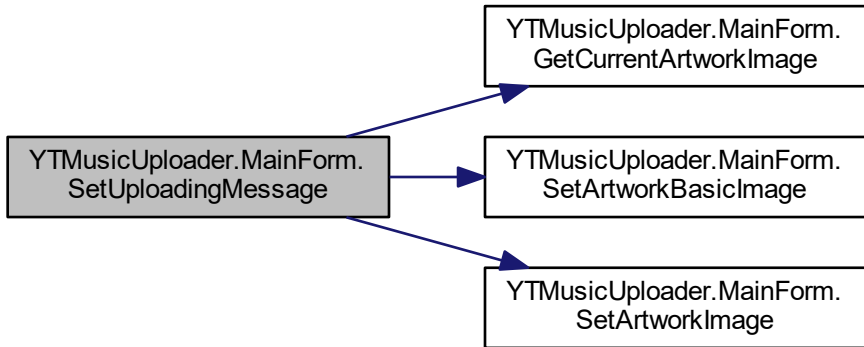 YTMusicUploader.MainForm.
SetUploadingMessage
YTMusicUploader.MainForm.
GetCurrentArtworkImage
YTMusicUploader.MainForm.
SetArtworkBasicImage
YTMusicUploader.MainForm.
SetArtworkImage